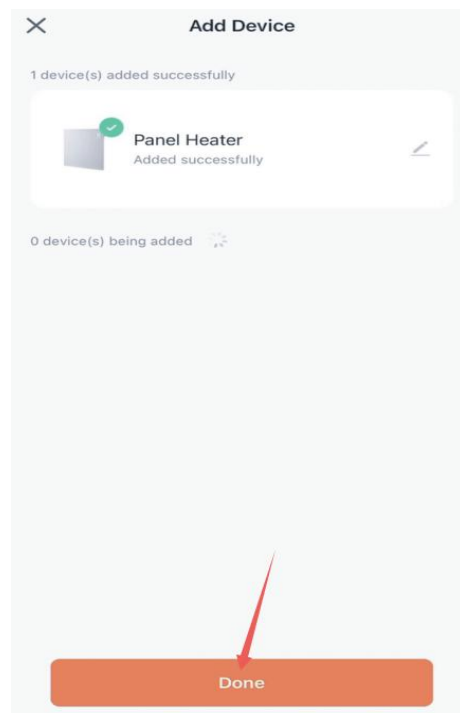 Add Device
1 device(s) added successfully
Panel Heater
Added successfully
0 device(s) being added
Done